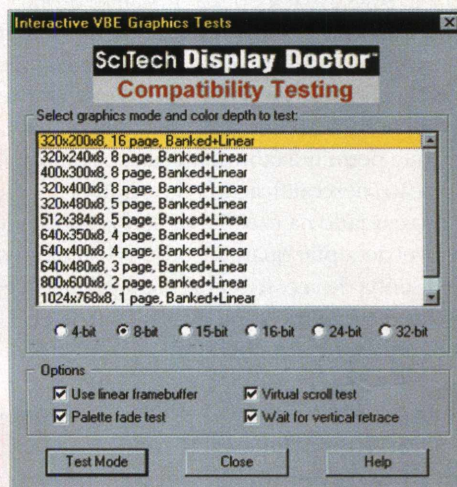 Interactive VBE Graphics Tests
SciTech Display Doctor™
Compatibility Testing
Select graphics mode and color depth to test:
320x200x8, 16 page, Banked+Linear
320x240x8, 8 page, Banked+Linear
400x300x8, 8 page, Banked+Linear
320x400x8, 8 page, Banked+Linear
320x480x8, 5 page, Banked+Linear
512x384x8, 5 page, Banked+Linear
640x350x8, 4 page, Banked+Linear
640x400x8, 4 page, Banked+Linear
640x480x8, 3 page, Banked+Linear
800x600x8, 2 page, Banked+Linear
1024x768x8, 1 page, Banked+Linear
4-bit 8-bit 15-bit 16-bit 24-bit 32-bit
Options
Use linear framebuffer Virtual scroll test
Palette fade test Wait for vertical retrace
Test Mode Close Help